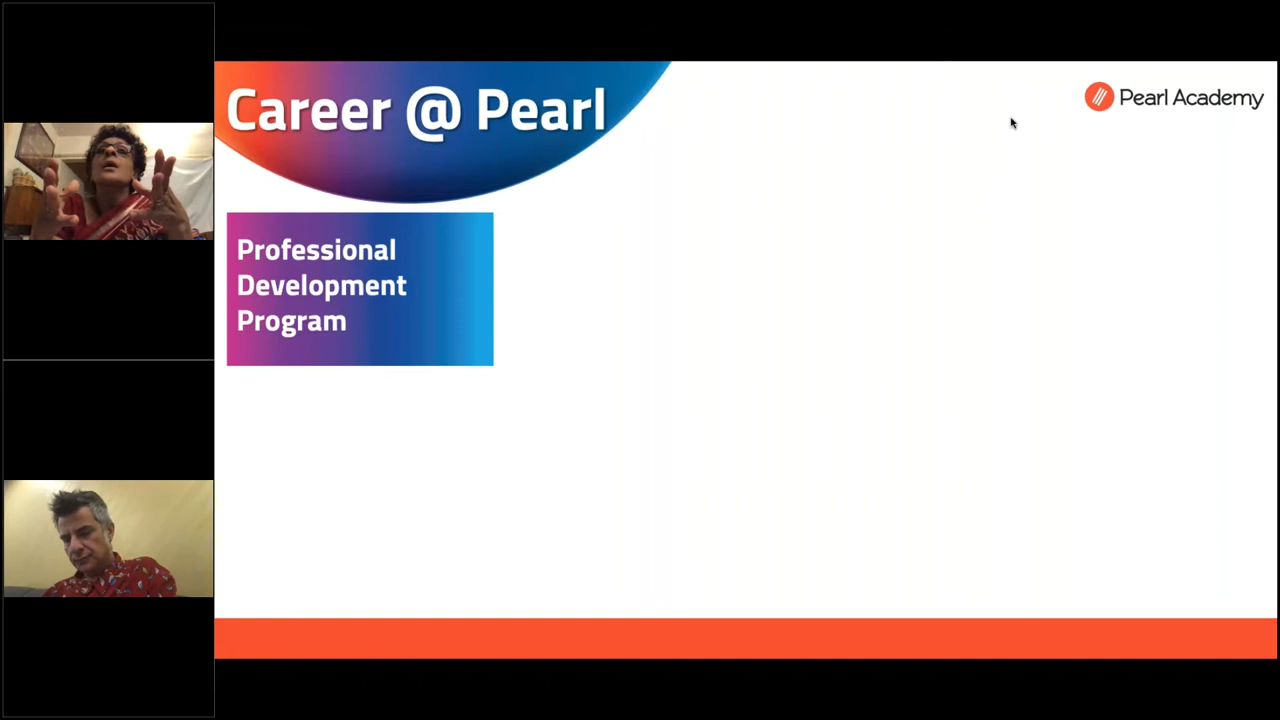 Career @ Pearl
Pearl Academy
Professional
Development
Program